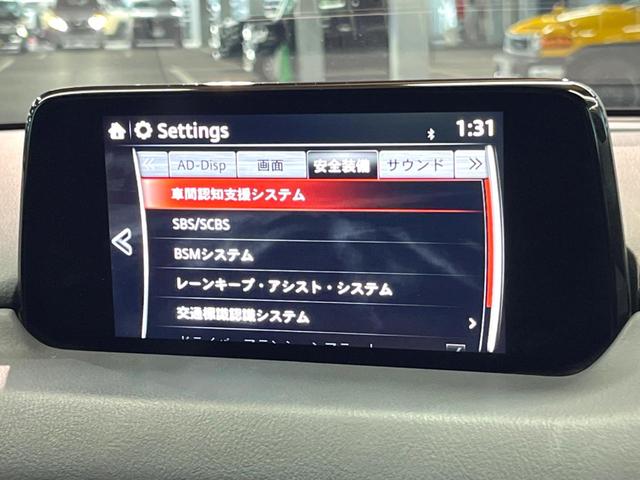 Settings 1:31
AD-Disp 画面 安全装備 サウンド
車間認知支援システム
SBS/SCBS
BSMシステム
レーンキープ・アシスト・システム
交通標識認識システム